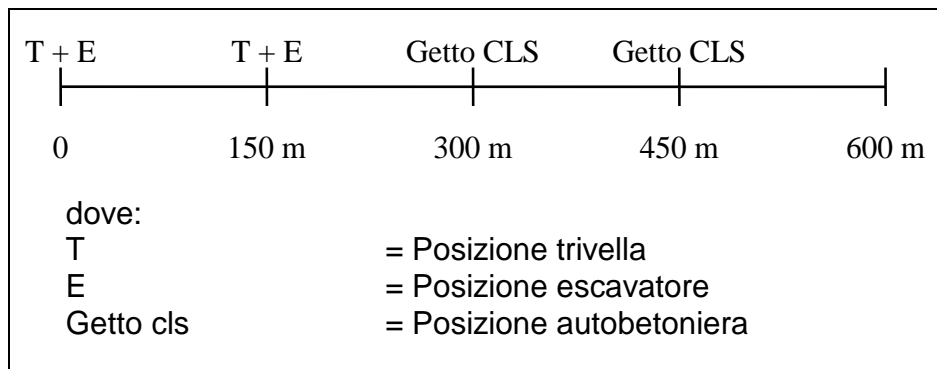 T + E T + E Getto CLS Getto CLS
0 150 m 300 m 450 m 600 m
dove:
T = Posizione trivella
E = Posizione escavatore
Getto cls = Posizione autobetoniera